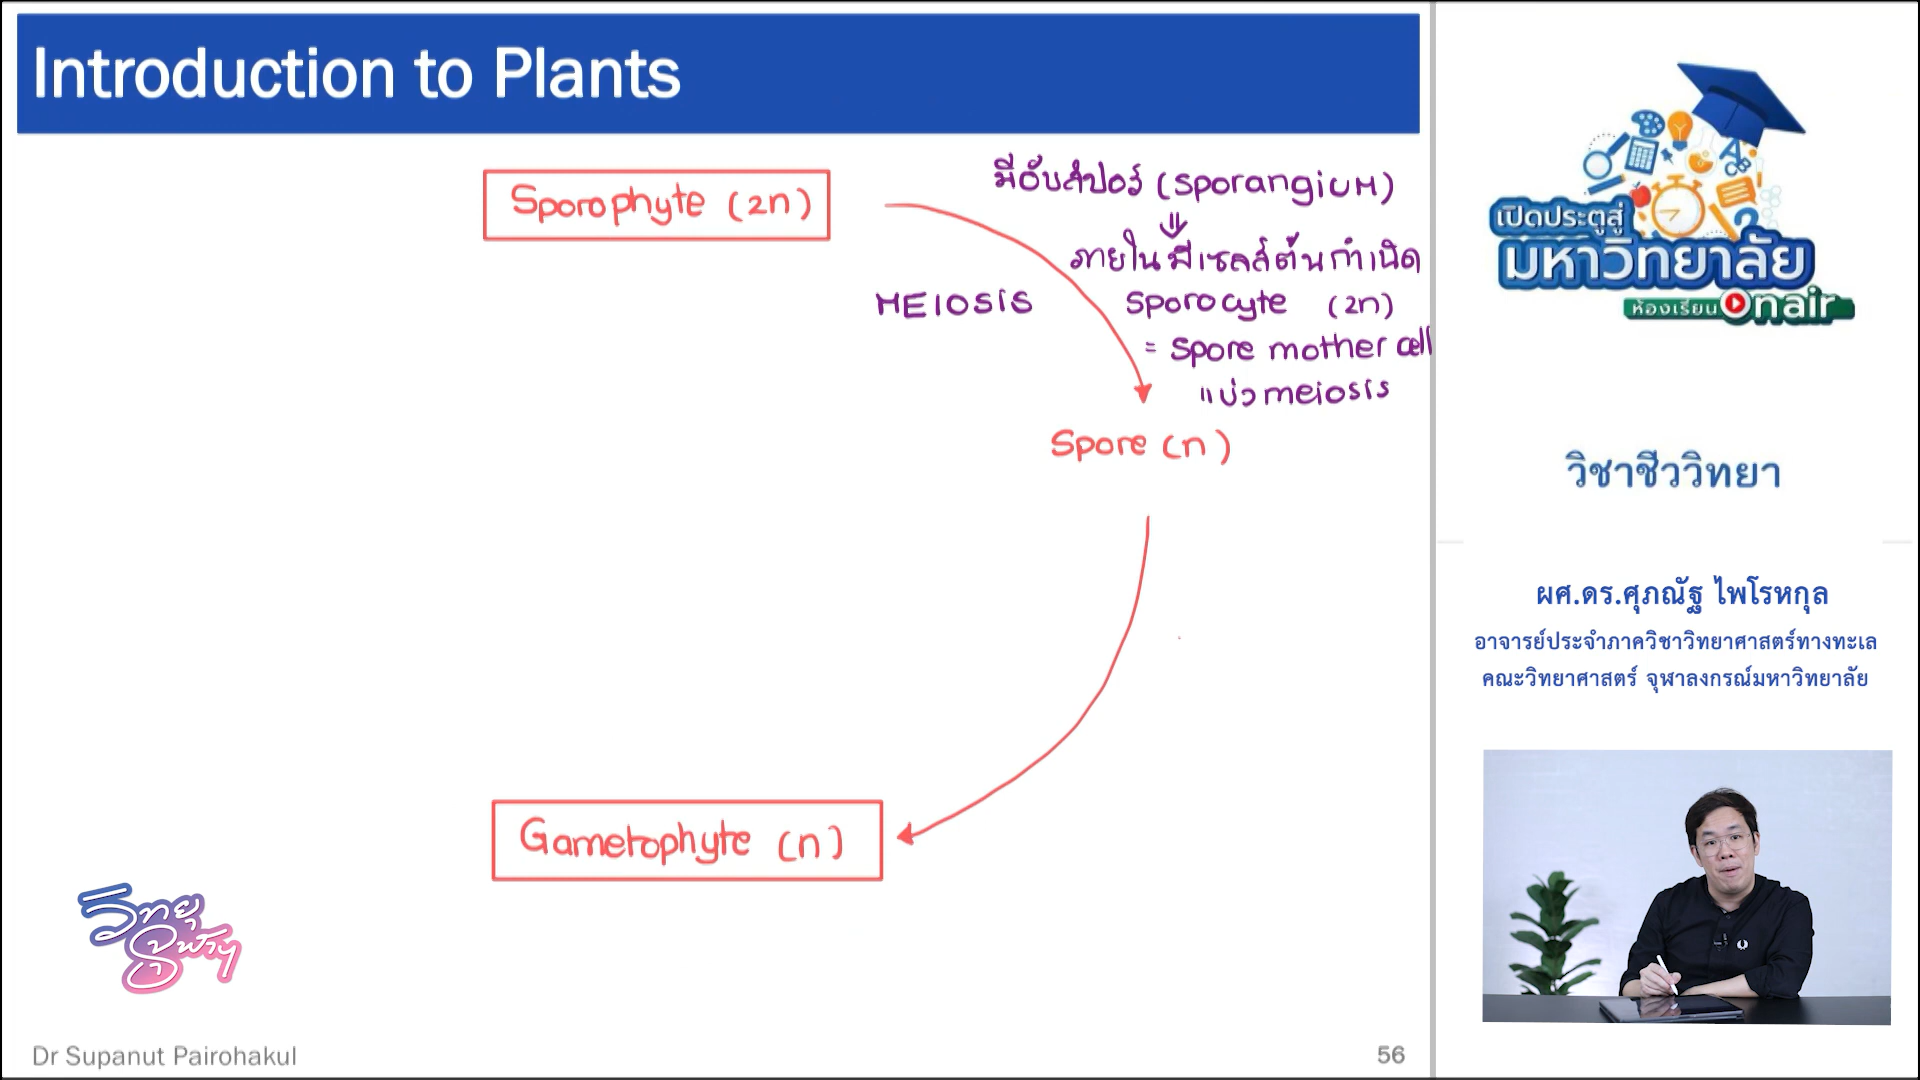 Introduction to Plants
Sporophyte (2n)
มีอับสปอร์ (sporangium)
ภายในมีเซลล์ต้นกำเนิด
MEIOSIS
sporocyte (2n)
= spore mother cell
แบ่ง meiosis
Spore (n)
Gametophyte (n)
วิทยุ
จุฬาฯ
Dr Supanut Pairohakul
56
เปิดประตูสู่
มหาวิทยาลัย
ห้องเรียน Onair
วิชาชีววิทยา
ผศ.ดร.ศุภณัฐ ไพโรหกุล
อาจารย์ประจำภาควิชาวิทยาศาสตร์ทางทะเล
คณะวิทยาศาสตร์ จุฬาลงกรณ์มหาวิทยาลัย